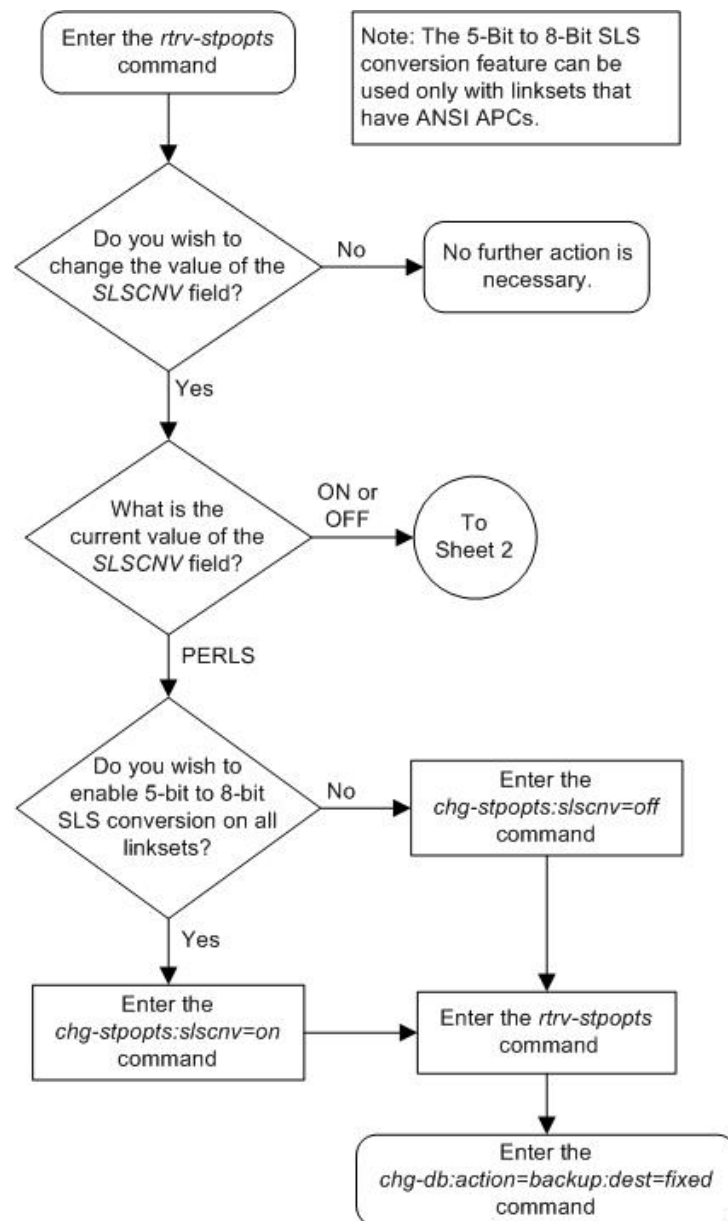 Enter the rtrv-stpopts
command
Note: The 5-Bit to 8-Bit SLS
conversion feature can be
used only with linksets that
have ANSI APCs.
Do you wish to
change the value of the
SLSCNV field?
No
No further action is
necessary.
Yes
What is the
current value of the
SLSCNV field?
ON or
OFF
To
Sheet 2
PERLS
Do you wish to
enable 5-bit to 8-bit
SLS conversion on all
linksets?
No
Enter the
chg-stpopts:slscnv=off
command
Yes
Enter the
chg-stpopts:slscnv=on
command
Enter the rtrv-stpopts
command
Enter the
chg-db:action=backup:dest=fixed
command